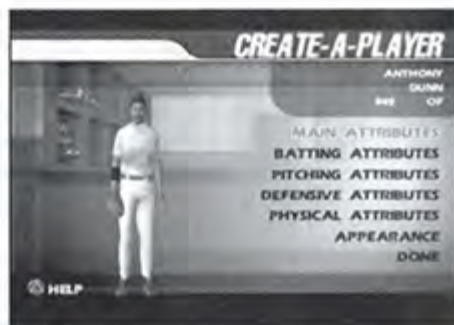 CREATE-A-PLAYER
ANTHONY
DUNN
OF
MAIN ATTRIBUTES
BATTING ATTRIBUTES
PITCHING ATTRIBUTES
DEFENSIVE ATTRIBUTES
PHYSICAL ATTRIBUTES
APPEARANCE
DONE
HELP